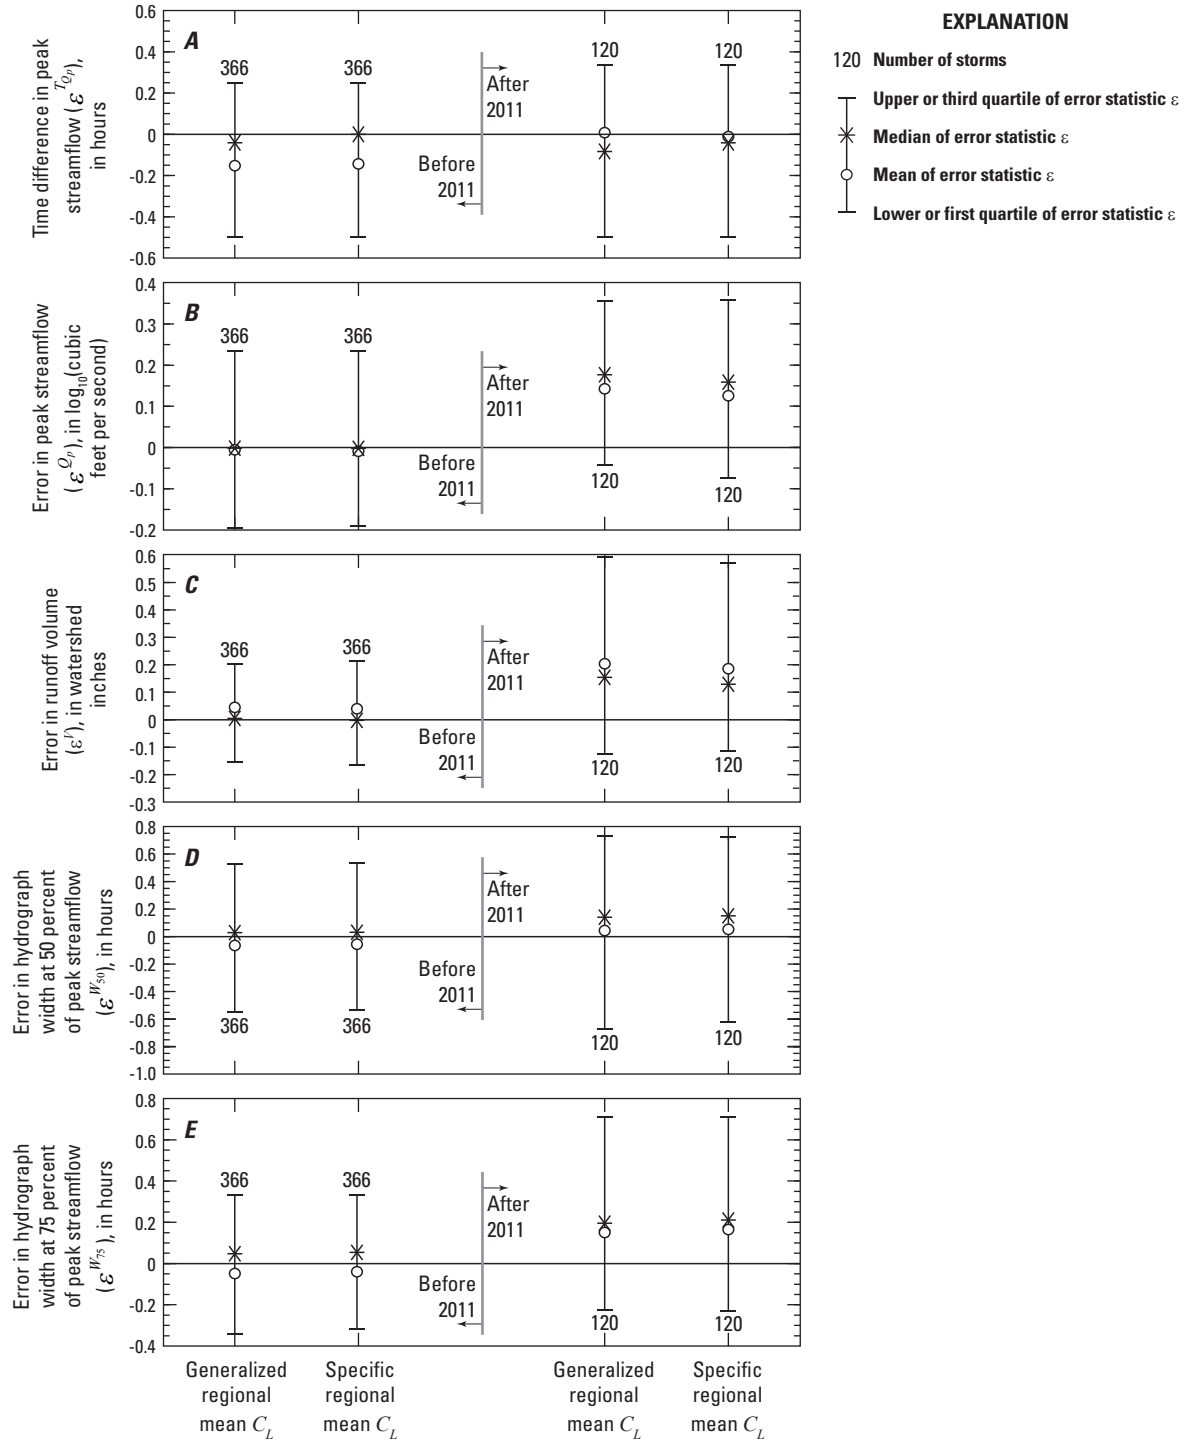 EXPLANATION
120 Number of storms
Upper or third quartile of error statistic ε
Median of error statistic ε
Mean of error statistic ε
Lower or first quartile of error statistic ε
Time difference in peak
streamflow (ε^T_Qp),
in hours
0.6
0.4
0.2
0
-0.2
-0.4
-0.6
A
366
366
After
2011
Before
2011
120
120
Error in peak streamflow
(ε^Qp), in log₁₀(cubic
feet per second)
0.4
0.3
0.2
0.1
0
-0.1
-0.2
B
366
366
After
2011
Before
2011
120
120
Error in runoff volume
(ε^V), in watershed
inches
0.6
0.5
0.4
0.3
0.2
0.1
0
-0.1
-0.2
-0.3
C
366
366
After
2011
Before
2011
120
120
Error in hydrograph
width at 50 percent
of peak streamflow
(ε^W₅₀), in hours
0.8
0.6
0.4
0.2
0
-0.2
-0.4
-0.6
-0.8
-1.0
D
366
366
After
2011
Before
2011
120
120
Error in hydrograph
width at 75 percent
of peak streamflow
(ε^W₇₅), in hours
0.8
0.6
0.4
0.2
0
-0.2
-0.4
E
366
366
After
2011
Before
2011
120
120
Generalized
regional
mean C_L
Specific
regional
mean C_L
Generalized
regional
mean C_L
Specific
regional
mean C_L